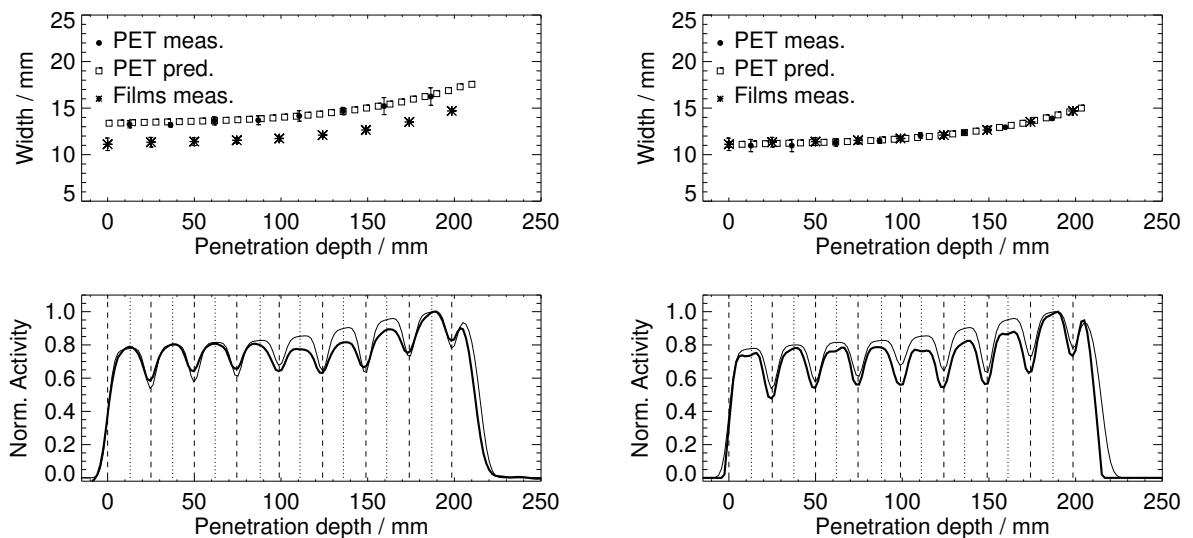 25
20
15
10
5
Width / mm
PET meas.
PET pred.
Films meas.
0 50 100 150 200 250
Penetration depth / mm
25
20
15
10
5
Width / mm
PET meas.
PET pred.
Films meas.
0 50 100 150 200 250
Penetration depth / mm
1.0
0.8
0.6
0.4
0.2
0.0
Norm. Activity
0 50 100 150 200 250
Penetration depth / mm
1.0
0.8
0.6
0.4
0.2
0.0
Norm. Activity
0 50 100 150 200 250
Penetration depth / mm